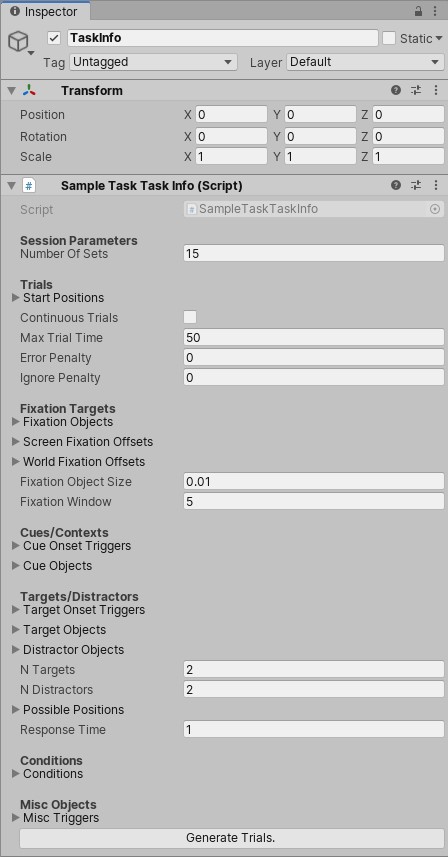 Inspector
TaskInfo
Static
Tag Untagged Layer Default
Transform
Position X 0 Y 0 Z 0
Rotation X 0 Y 0 Z 0
Scale X 1 Y 1 Z 1
# Sample Task Task Info (Script)
Script # SampleTaskTaskInfo
Session Parameters
Number Of Sets 15
Trials
Start Positions
Continuous Trials
Max Trial Time 50
Error Penalty 0
Ignore Penalty 0
Fixation Targets
Fixation Objects
Screen Fixation Offsets
World Fixation Offsets
Fixation Object Size 0.01
Fixation Window 5
Cues/Contexts
Cue Onset Triggers
Cue Objects
Targets/Distractors
Target Onset Triggers
Target Objects
Distractor Objects
N Targets 2
N Distractors 2
Possible Positions
Response Time 1
Conditions
Conditions
Misc Objects
Misc Triggers
Generate Trials.